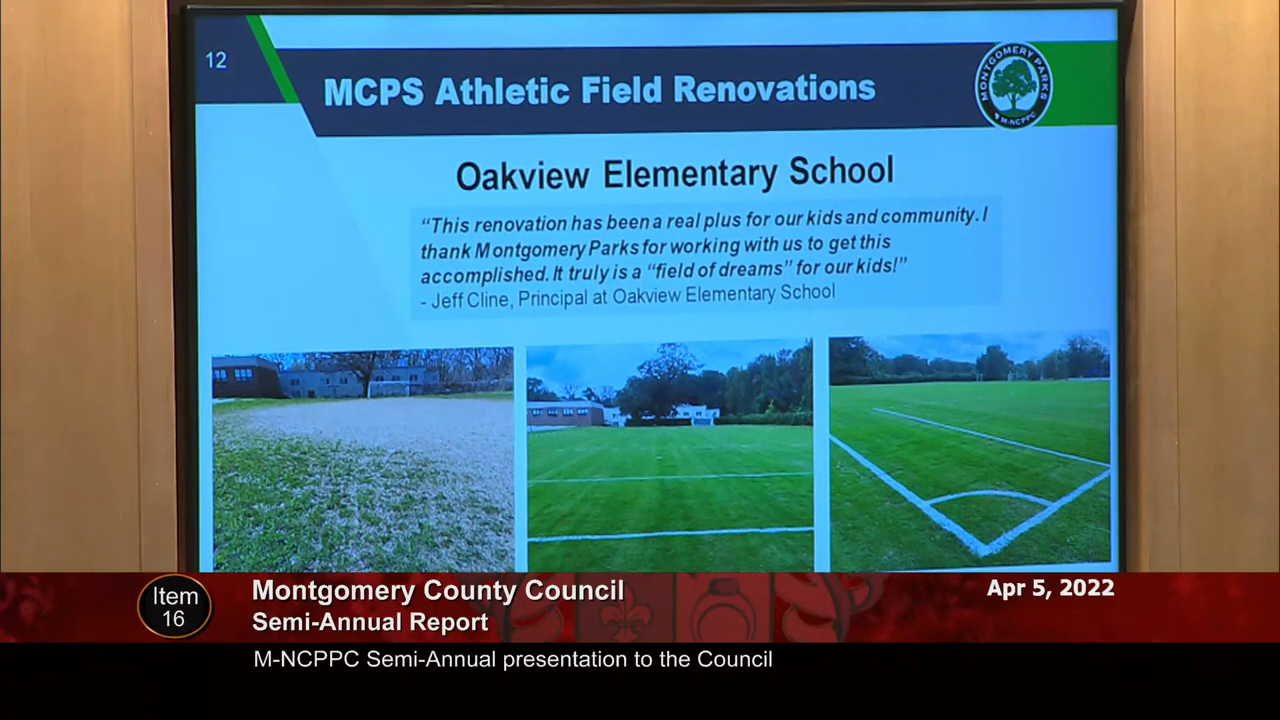 12
MCPS Athletic Field Renovations
MONTGOMERY PARKS
M-NCPPC
Oakview Elementary School
“This renovation has been a real plus for our kids and community. I
thank Montgomery Parks for working with us to get this
accomplished. It truly is a “field of dreams” for our kids!”
- Jeff Cline, Principal at Oakview Elementary School
Item
16
Montgomery County Council
Semi-Annual Report
Apr 5, 2022
M-NCPPC Semi-Annual presentation to the Council